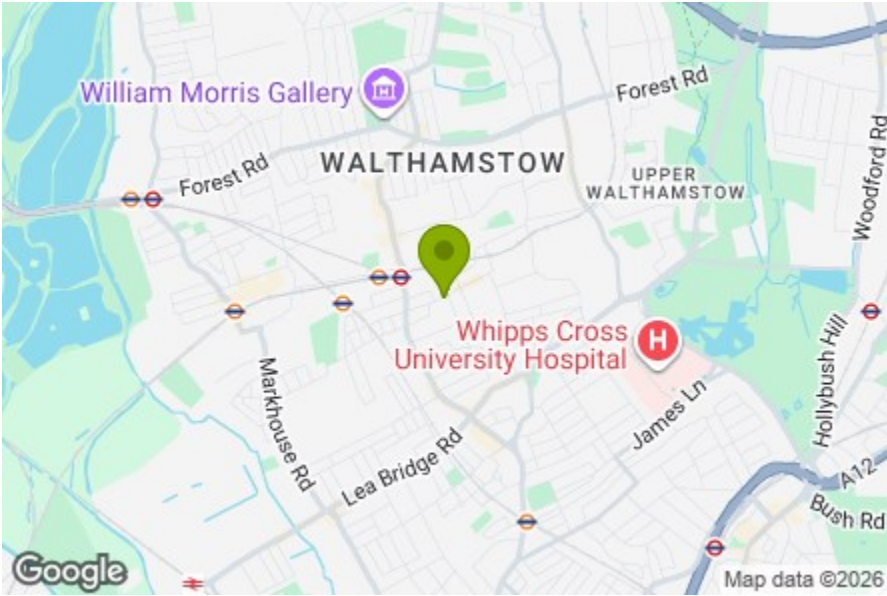 William Morris Gallery
Forest Rd
WALTHAMSTOW
Forest Rd
UPPER
WALTHAMSTOW
Woodford Rd
Whipps Cross
University Hospital
H
Markhouse Rd
James Ln
Hollybush Hill
Lea Bridge Rd
A12
Bush Rd
Google
Map data ©2026